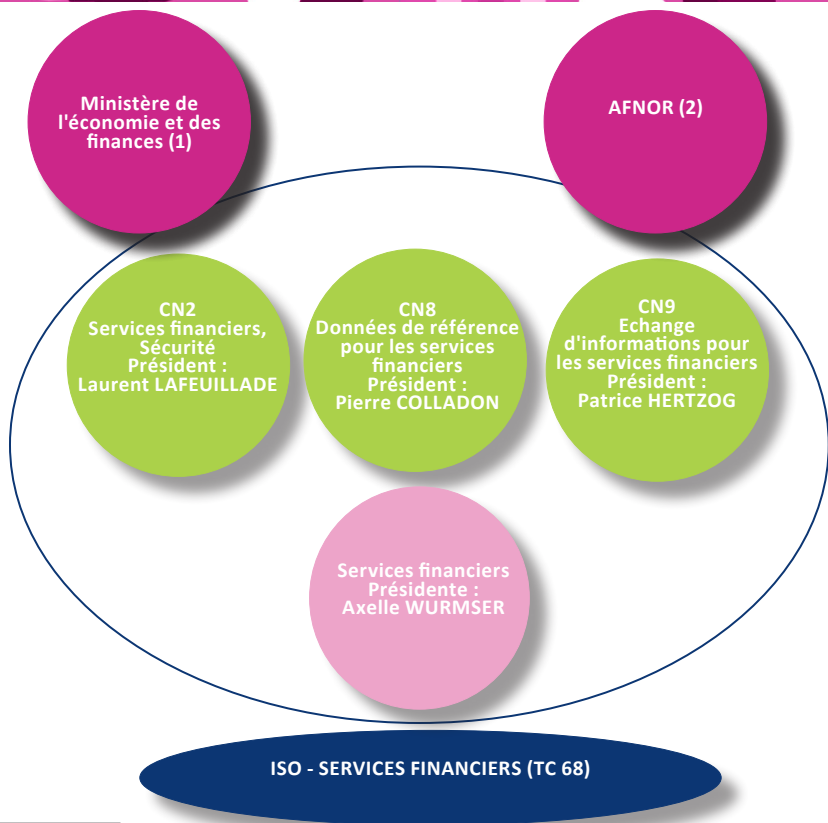 Ministère de
l'économie et des
finances (1)
AFNOR (2)
CN2
Services financiers,
Sécurité
Président :
Laurent LAFEUILLADE
CN8
Données de référence
pour les services
financiers
Président :
Pierre COLLADON
CN9
Echange
d'informations pour
les services financiers
Président :
Patrice HERTZOG
Services financiers
Présidente :
Axelle WURMSER
ISO - SERVICES FINANCIERS (TC 68)